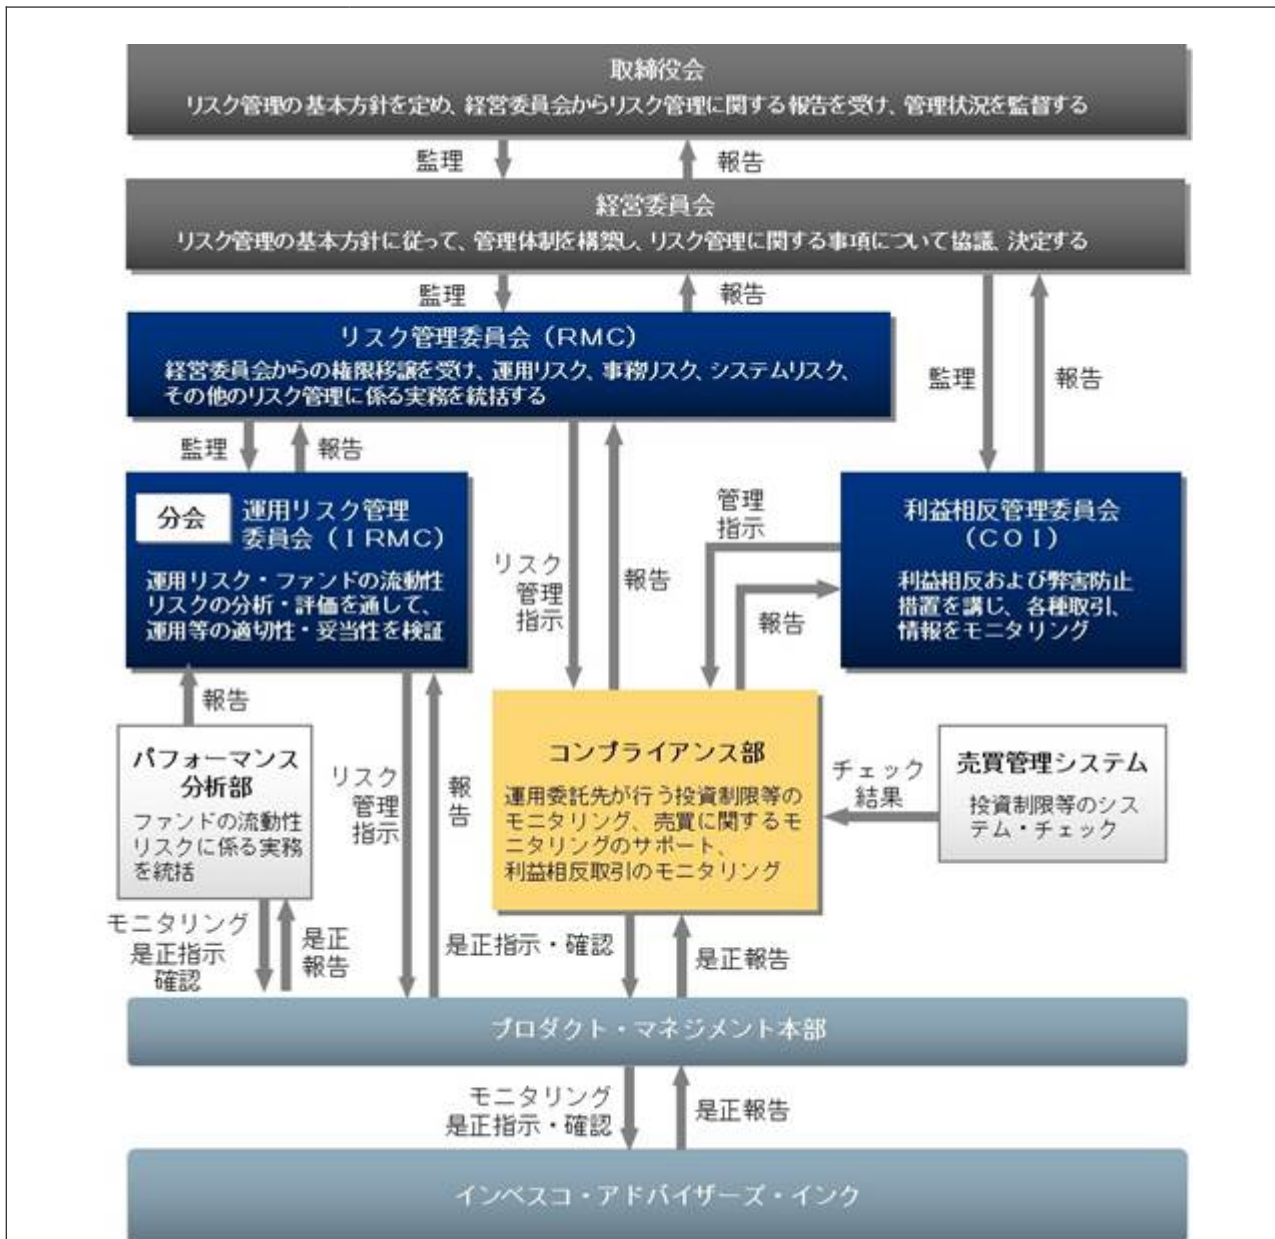 取締役会
リスク管理の基本方針を定め、経営委員会からリスク管理に関する報告を受け、管理状況を監督する
監理
報告
経営委員会
リスク管理の基本方針に従って、管理体制を構築し、リスク管理に関する事項について協議、決定する
監理
報告
リスク管理委員会（RMC）
経営委員会からの権限移譲を受け、運用リスク、事務リスク、システムリスク、
その他のリスク管理に係る実務を統括する
監理
報告
監理
報告
分会
運用リスク管理
委員会（IRMC）
運用リスク・ファンドの流動性
リスクの分析・評価を通して、
運用等の適切性・妥当性を検証
リスク
管理
指示
報告
管理
指示
報告
利益相反管理委員会
（COI）
利益相反および弊害防止
措置を講じ、各種取引、
情報をモニタリング
報告
パフォーマンス
分析部
ファンドの流動性
リスクに係る実務
を統括
リスク
管理
指示
報
告
コンプライアンス部
運用委託先が行う投資制限等の
モニタリング、売買に関するモ
ニタリングのサポート、
利益相反取引のモニタリング
チェック
結果
売買管理システム
投資制限等のシス
テム・チェック
モニタリング
是正指示
確認
是正
報告
是正指示・確認
是正報告
プロダクト・マネジメント本部
モニタリング
是正指示・確認
是正報告
インベスコ・アドバイザーズ・インク